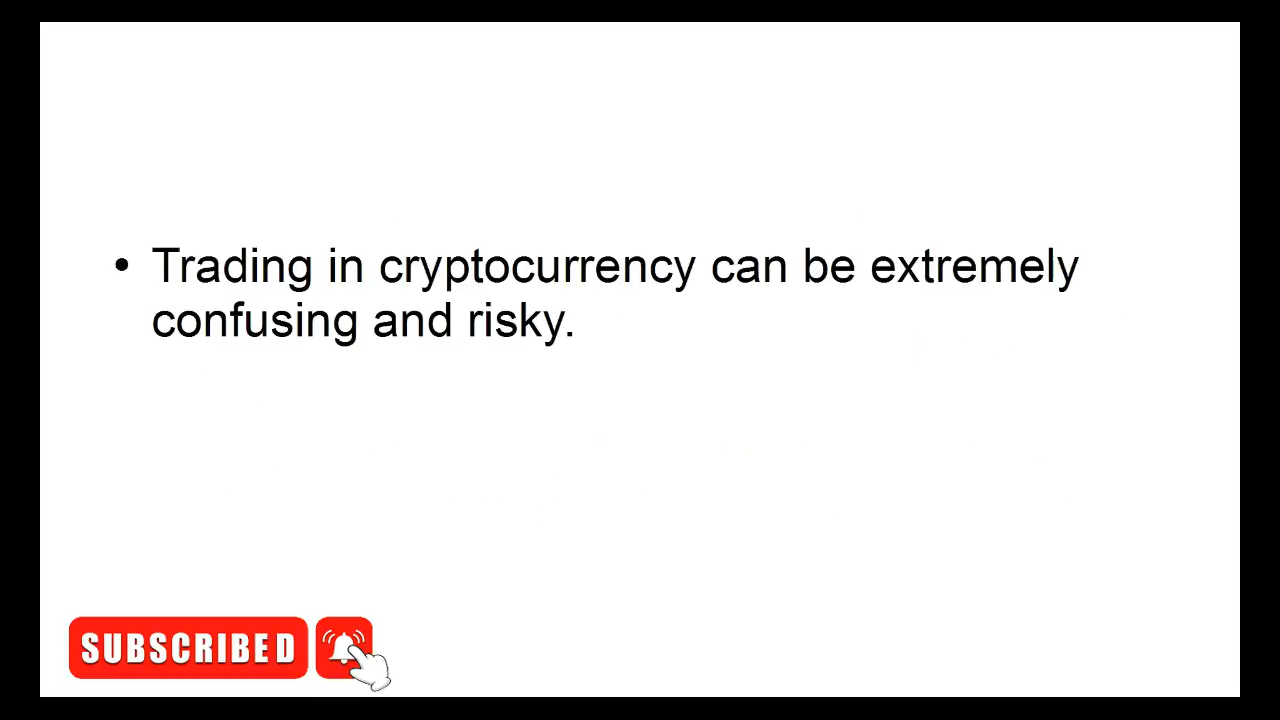 • Trading in cryptocurrency can be extremely
confusing and risky.
SUBSCRIBED